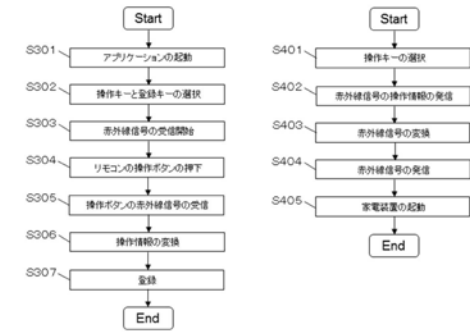 Start
S301
アプリケーションの起動
S302
操作キーと登録キーの選択
S303
赤外線信号の受信開始
S304
リモコンの操作ボタンの押下
S305
操作ボタンの赤外線信号の受信
S306
操作情報の変換
S307
登録
End
Start
S401
操作キーの選択
S402
赤外線信号の操作情報の発信
S403
赤外線信号の変換
S404
赤外線信号の発信
S405
家電装置の起動
End